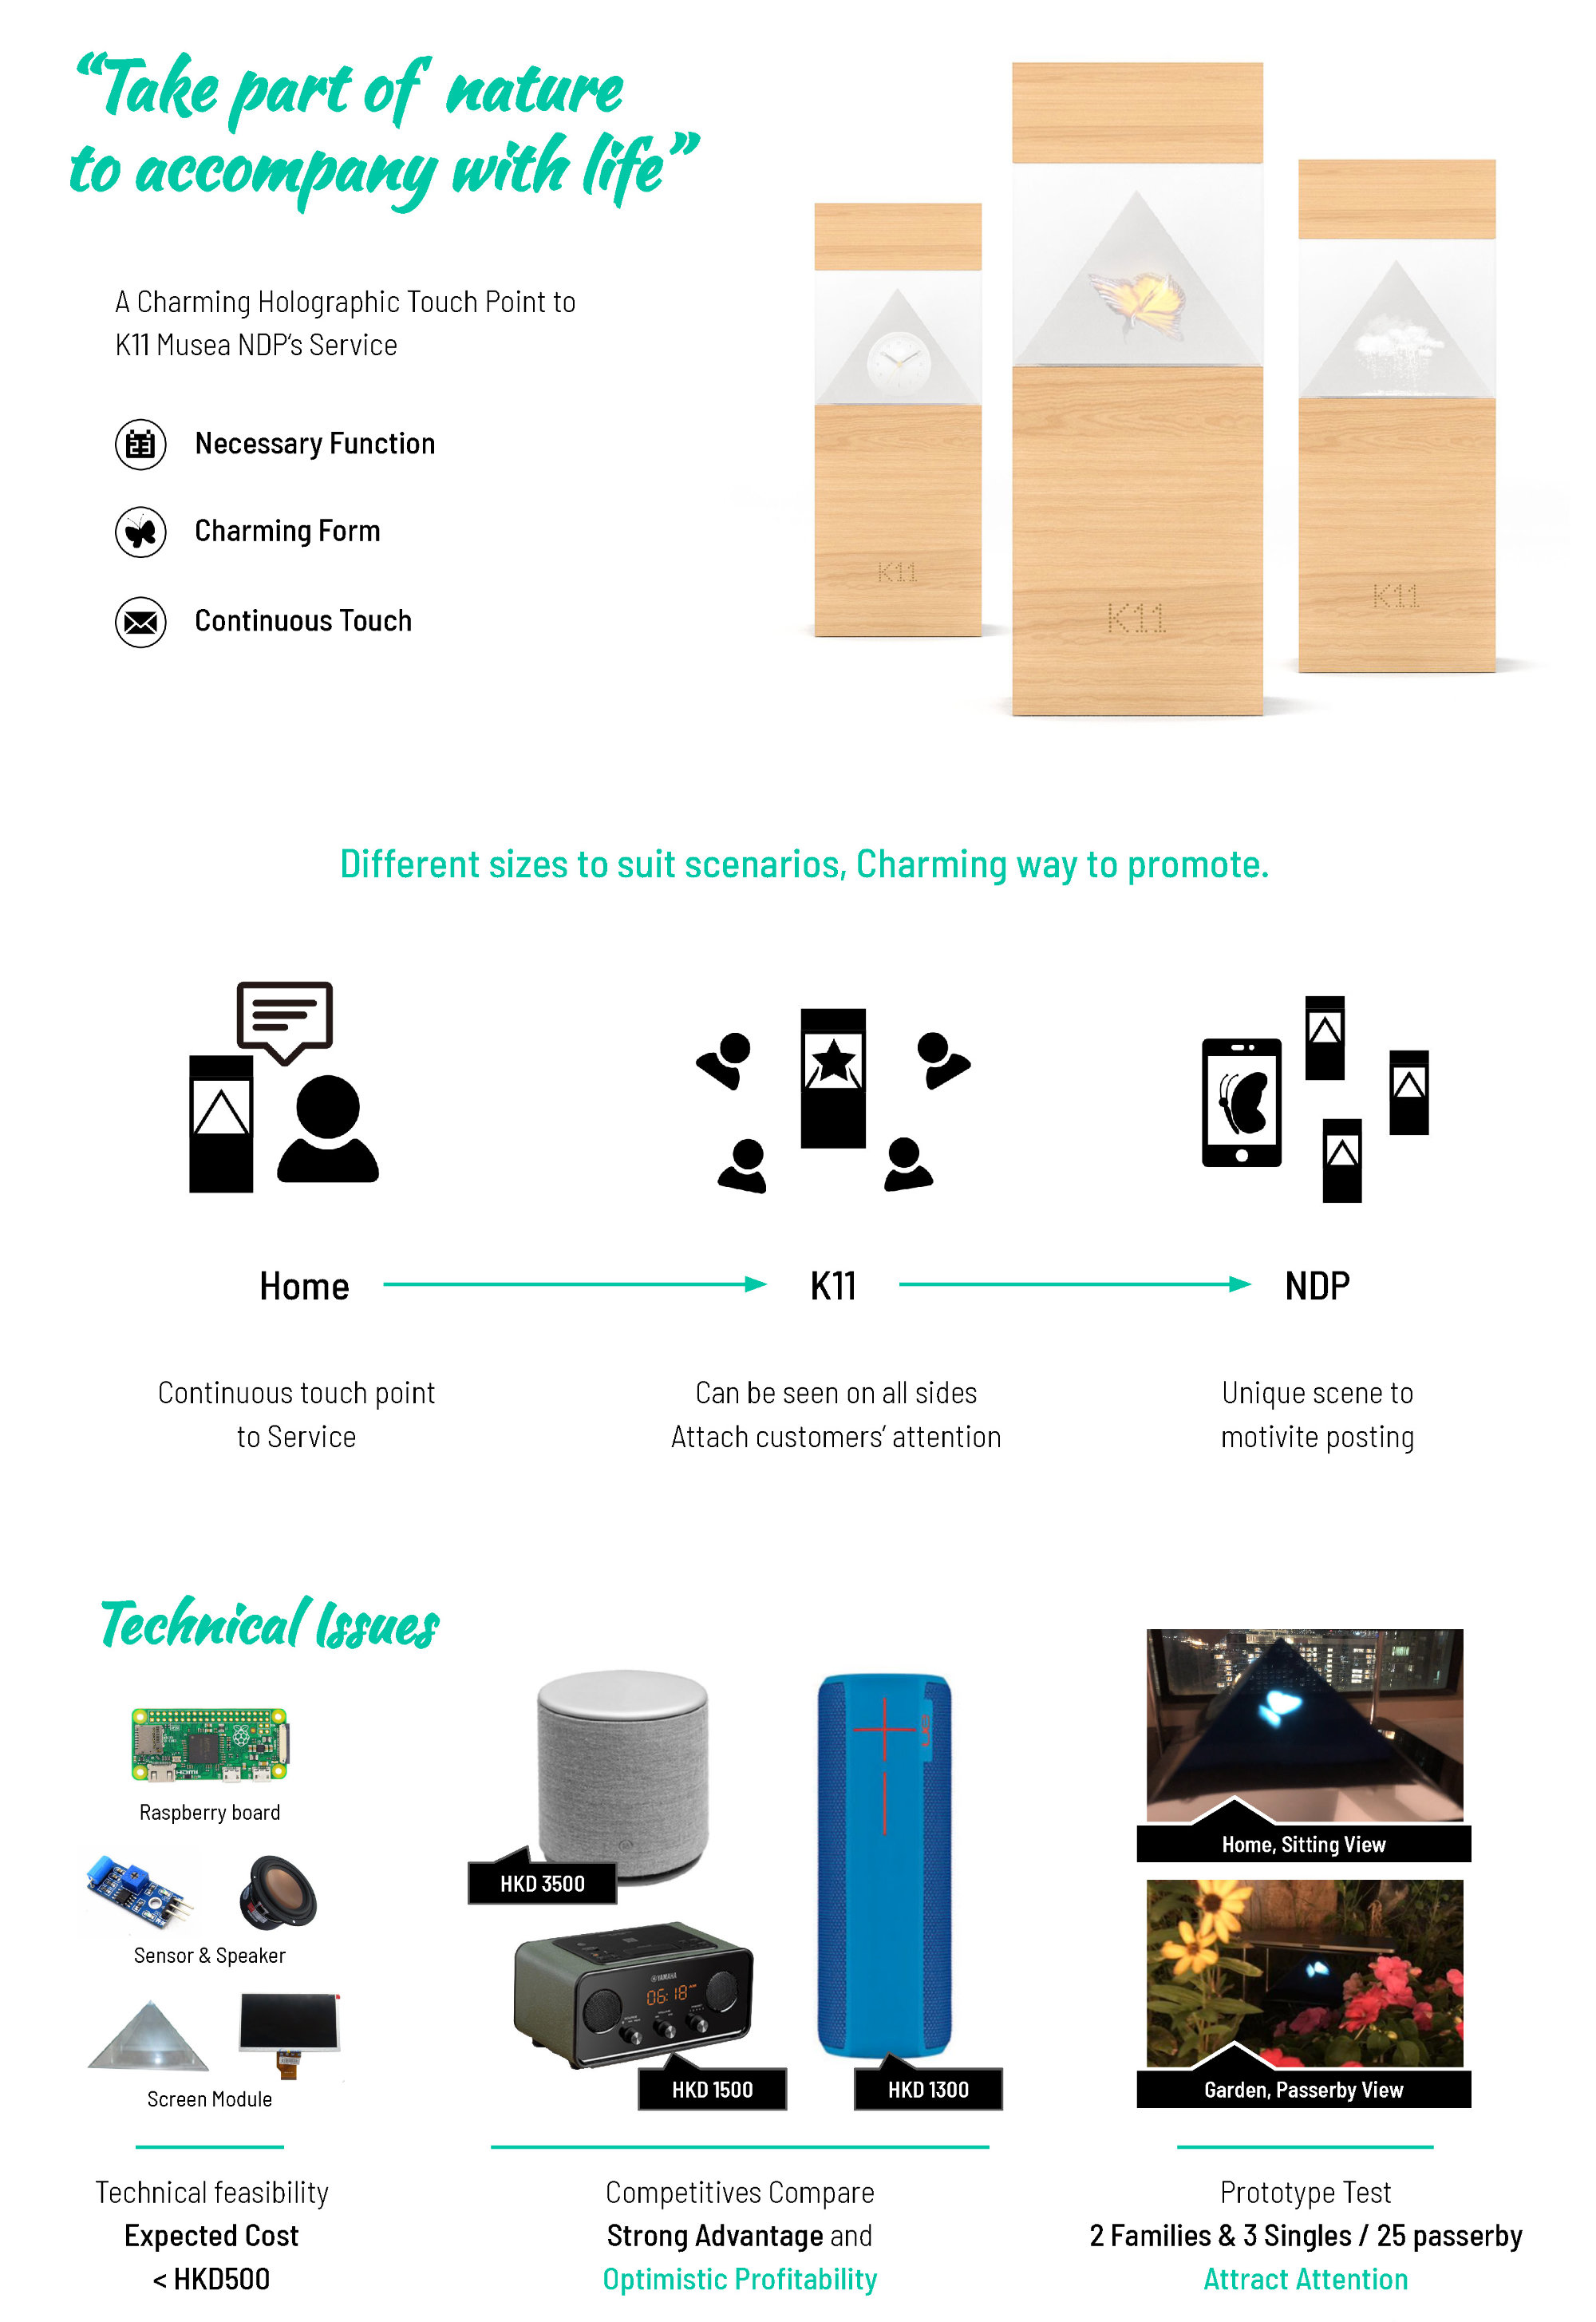 “Take part of nature
to accompany with life”
A Charming Holographic Touch Point to
K11 Musea NDP’s Service
23
Necessary Function
Charming Form
Continuous Touch
K11
K11
K11
Different sizes to suit scenarios, Charming way to promote.
Home
K11
NDP
Continuous touch point
to Service
Can be seen on all sides
Attach customers’ attention
Unique scene to
motivite posting
Technical Issues
Raspberry board
Sensor & Speaker
Screen Module
HKD 3500
YAMAHA
06:18
HKD 1500
HKD 1300
Home, Sitting View
Garden, Passerby View
Technical feasibility
Expected Cost
< HKD500
Competitives Compare
Strong Advantage and
Optimistic Profitability
Prototype Test
2 Families & 3 Singles / 25 passerby
Attract Attention